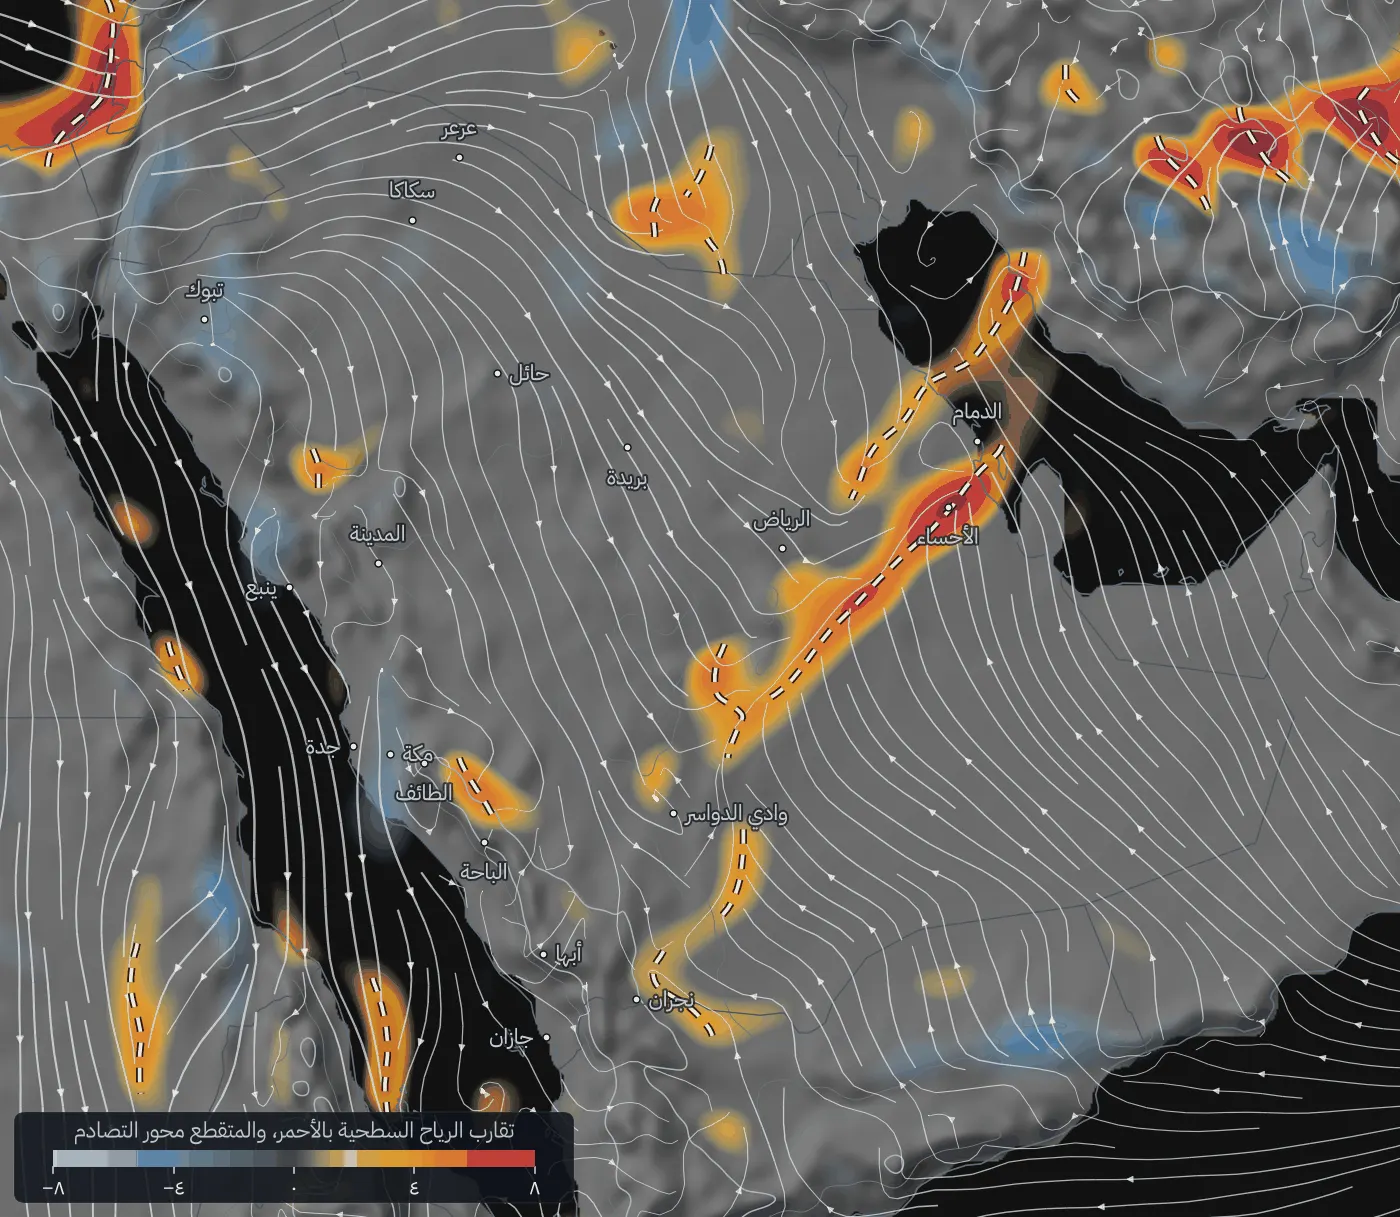 عرعر
سكاكا
تبوك
حائل
الدمام
بريدة
الرياض
المدينة
الأحساء
ينبع
جدة
مكة
الطائف
وادي الدواسر
الباحة
أبها
نجران
جازان
تقارب الرياح السطحية بالأحمر، والمتقطع محور التصادم
−٨ −٤ ٠ ٤ ٨